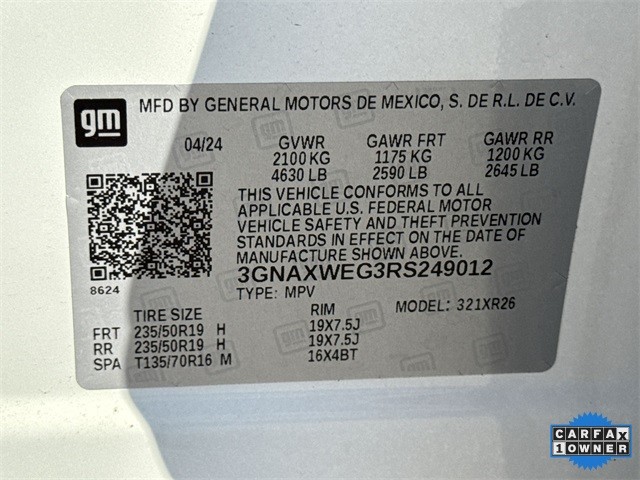 gm
MFD BY GENERAL MOTORS DE MEXICO, S. DE R.L. DE C.V.
04/24 GVWR GAWR FRT GAWR RR
2100 KG 1175 KG 1200 KG
4630 LB 2590 LB 2645 LB
THIS VEHICLE CONFORMS TO ALL
APPLICABLE U.S. FEDERAL MOTOR
VEHICLE SAFETY AND THEFT PREVENTION
STANDARDS IN EFFECT ON THE DATE OF
MANUFACTURE SHOWN ABOVE.
3GNAXWEG3RS249012
8624
TYPE: MPV MODEL: 321XR26
TIRE SIZE RIM
FRT 235/50R19 H 19X7.5J
RR 235/50R19 H 19X7.5J
SPA T135/70R16 M 16X4BT
CARFAX
1 OWNER